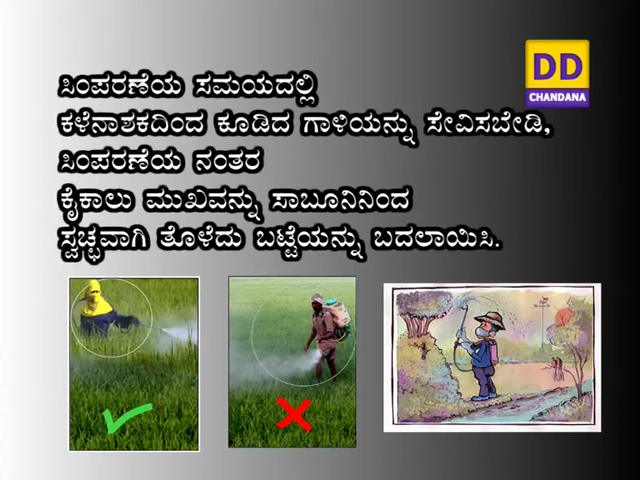 DD
CHANDANA
ಸಿಂಪರಣೆಯ ಸಮಯದಲ್ಲಿ
ಕಳೆನಾಶಕದಿಂದ ಕೂಡಿದ ಗಾಳಿಯನ್ನು ಸೇವಿಸಬೇಡಿ,
ಸಿಂಪರಣೆಯ ನಂತರ
ಕೈಕಾಲು ಮುಖವನ್ನು ಸಾಬೂನಿನಿಂದ
ಸ್ವಚ್ಛವಾಗಿ ತೊಳೆದು ಬಟ್ಟೆಯನ್ನು ಬದಲಾಯಿಸಿ.